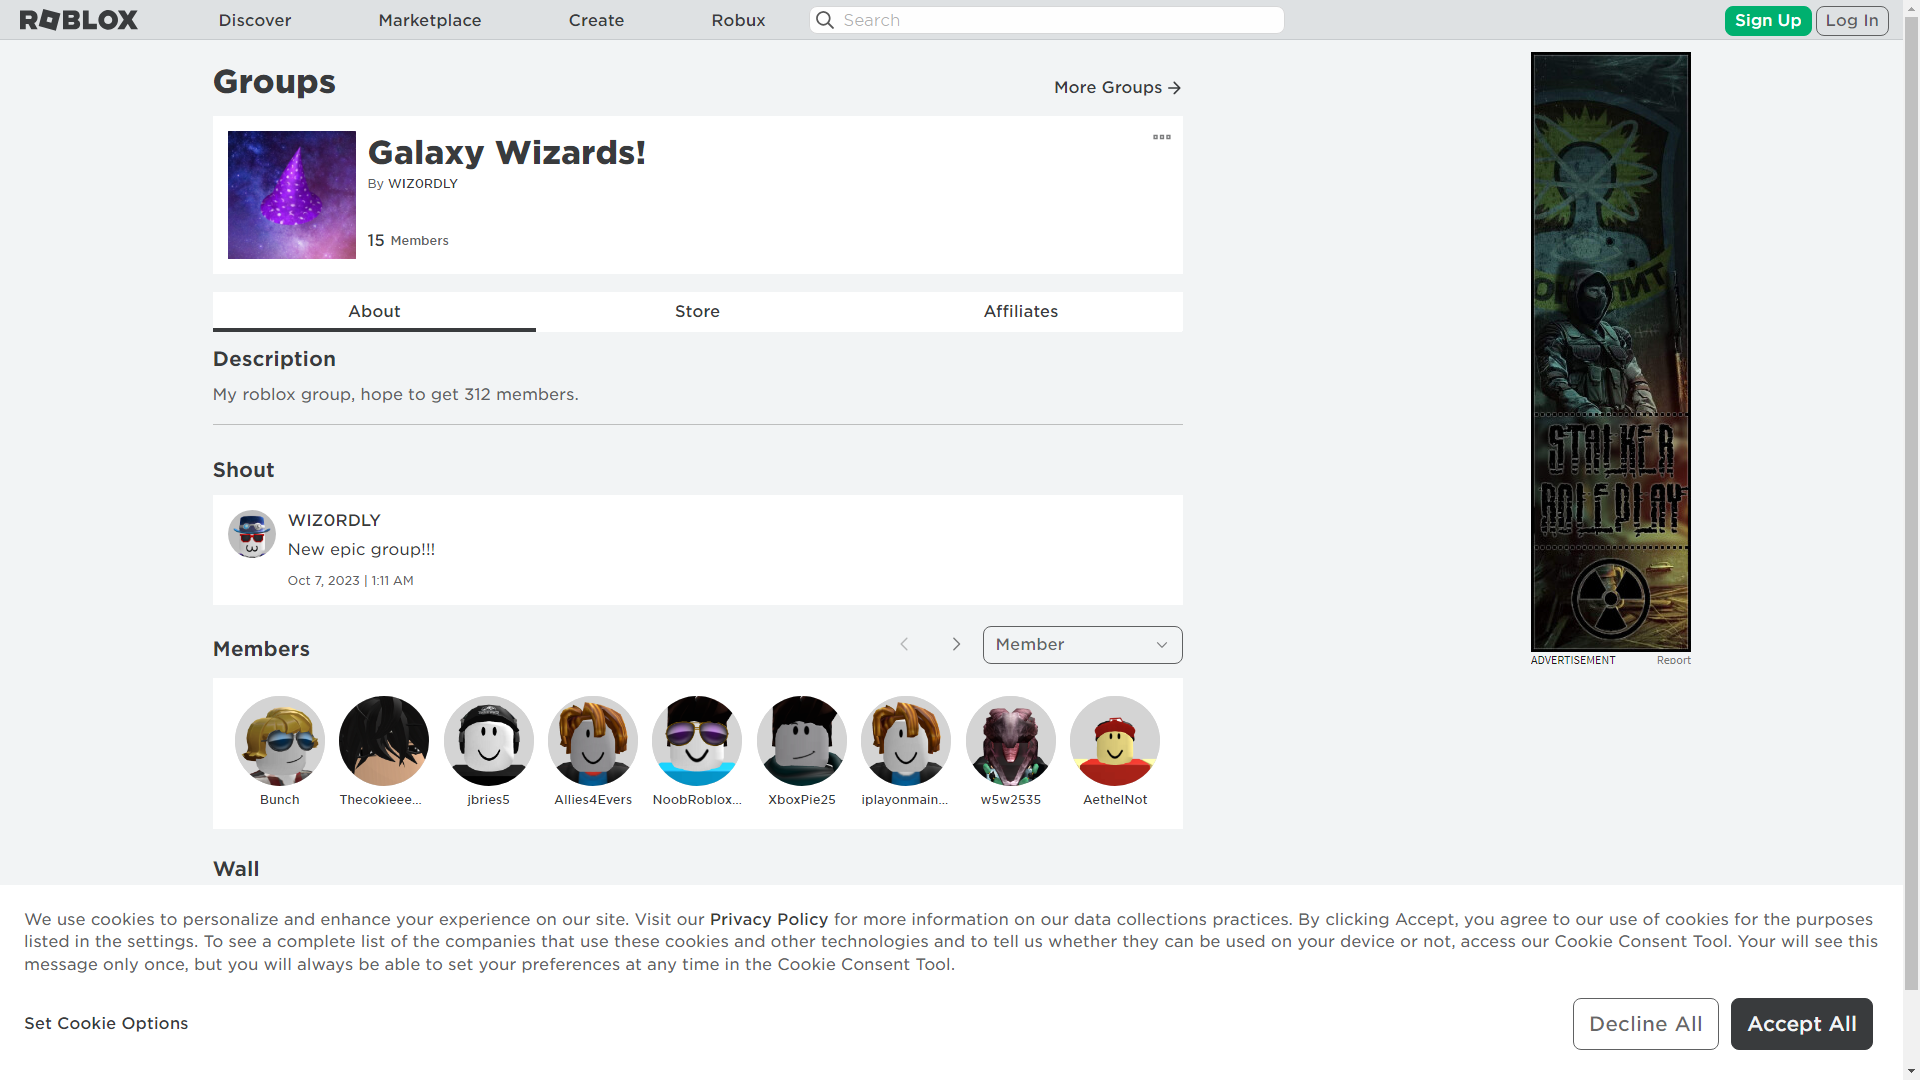 ROBLOX
Discover
Marketplace
Create
Robux
Search
Sign Up
Log In
Groups
More Groups
Galaxy Wizards!
By WIZ0RDLY
15 Members
About
Store
Affiliates
Description
My roblox group, hope to get 312 members.
Shout
WIZ0RDLY
New epic group!!!
Oct 7, 2023 | 1:11 AM
Members
Member
Bunch
Thecokieee...
jbries5
Allies4Evers
NoobRoblox...
XboxPie25
iplayonmain...
w5w2535
AethelNot
STALKER
ROLEPLAY
ADVERTISEMENT
Report
Wall
We use cookies to personalize and enhance your experience on our site. Visit our Privacy Policy for more information on our data collections practices. By clicking Accept, you agree to our use of cookies for the purposes
listed in the settings. To see a complete list of the companies that use these cookies and other technologies and to tell us whether they can be used on your device or not, access our Cookie Consent Tool. Your will see this
message only once, but you will always be able to set your preferences at any time in the Cookie Consent Tool.
Set Cookie Options
Decline All
Accept All